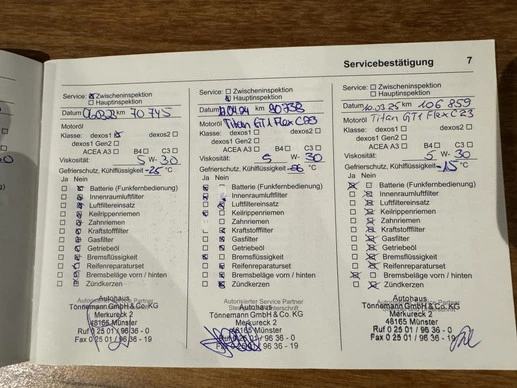 Servicebestätigung 7
Service: Zwischeninspektion
Hauptinspektion
Datum km 70 745
Motoröl
Klasse: dexos1 dexos2
dexos1 Gen2
ACEA A3 B4 C3
Viskosität: 5 W- 30
Gefrierschutz, Kühlflüssigkeit -25 °C
Ja Nein
Batterie (Funkfernbedienung)
Innenraumluftfilter
Luftfiltereinsatz
Keilrippenriemen
Zahnriemen
Kraftstofffilter
Gasfilter
Getriebeöl
Bremsflüssigkeit
Reifenreparaturset
Bremsbeläge vorn / hinten
Zündkerzen
Autohaus
Tönnemann GmbH & Co. KG
Merkureck 2
48165 Münster
Ruf 0 25 01 / 96 36 - 0
Fax 0 25 01 / 96 36 - 19
Service: Zwischeninspektion
Hauptinspektion
Datum km 90738
Motoröl Titan GT1 Flex C23
Klasse: dexos1 dexos2
dexos1 Gen2
ACEA A3 B4 C3
Viskosität: 5 W- 30
Gefrierschutz, Kühlflüssigkeit °C
Ja Nein
Batterie (Funkfernbedienung)
Innenraumluftfilter
Luftfiltereinsatz
Keilrippenriemen
Zahnriemen
Kraftstofffilter
Gasfilter
Getriebeöl
Bremsflüssigkeit
Reifenreparaturset
Bremsbeläge vorn / hinten
Zündkerzen
Autorisierter Service Partner
Autohaus
Tönnemann GmbH & Co. KG
Merkureck 2
48165 Münster
Ruf 0 25 01 / 96 36 - 0
Fax 0 25 01 / 96 36 - 19
Service: Zwischeninspektion
Hauptinspektion
Datum 10.03.25 km 106 859
Motoröl Titan GT1 Flex C23
Klasse: dexos1 dexos2
dexos1 Gen2
ACEA A3 B4 C3
Viskosität: 5 W- 30
Gefrierschutz, Kühlflüssigkeit -15 °C
Ja Nein
Batterie (Funkfernbedienung)
Innenraumluftfilter
Luftfiltereinsatz
Keilrippenriemen
Zahnriemen
Kraftstofffilter
Gasfilter
Getriebeöl
Bremsflüssigkeit
Reifenreparaturset
Bremsbeläge vorn / hinten
Zündkerzen
Autohaus
Tönnemann GmbH & Co. KG
Merkureck 2
48165 Münster
Ruf 0 25 01 / 96 36 - 0
Fax 0 25 01 / 96 36 - 19